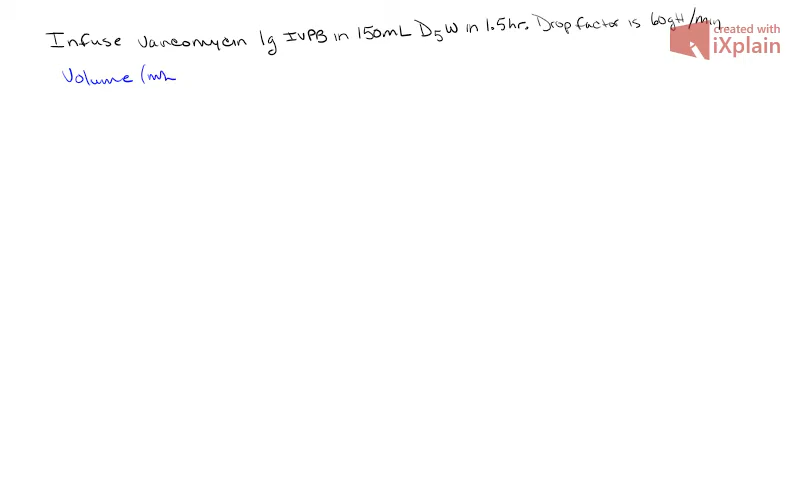 Infuse Vancomycin 1g IVPB in 150mL D5W in 1.5hr. Drop factor is 60gtt/min
created with
iXplain
Volume (mL